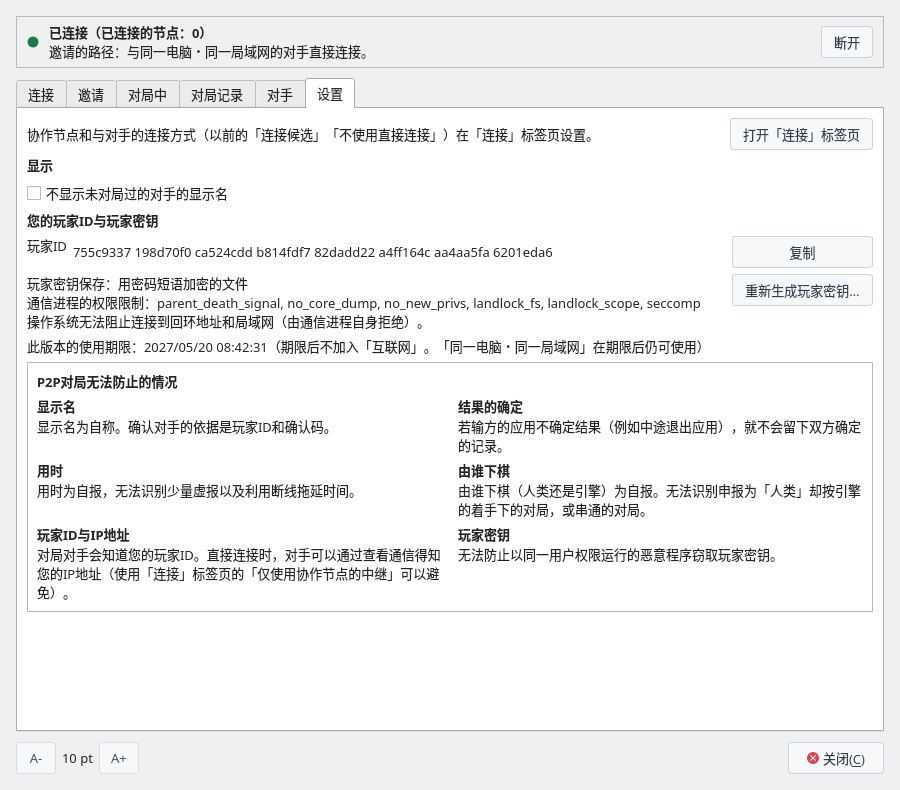 已连接（已连接的节点：0）
邀请的路径：与同一电脑・同一局域网的对手直接连接。
断开
连接
邀请
对局中
对局记录
对手
设置
协作节点和与对手的连接方式（以前的「连接候选」「不使用直接连接」）在「连接」标签页设置。
打开「连接」标签页
显示
不显示未对局过的对手的显示名
您的玩家ID与玩家密钥
玩家ID 755c9337 198d70f0 ca524cdd b814fdf7 82dadd22 a4ff164c aa4aa5fa 6201eda6
复制
玩家密钥保存：用密码短语加密的文件
通信进程的权限限制：parent_death_signal, no_core_dump, no_new_privs, landlock_fs, landlock_scope, seccomp
操作系统无法阻止连接到回环地址和局域网（由通信进程自身拒绝）。
重新生成玩家密钥...
此版本的使用期限：2027/05/20 08:42:31（期限后不加入「互联网」。「同一电脑・同一局域网」在期限后仍可使用）
P2P对局无法防止的情况
显示名
显示名为自称。确认对手的依据是玩家ID和确认码。
结果的确定
若输方的应用不确定结果（例如中途退出应用），就不会留下双方确定
的记录。
用时
用时为自报，无法识别少量虚报以及利用断线拖延时间。
由谁下棋
由谁下棋（人类还是引擎）为自报。无法识别申报为「人类」却按引擎
的着手下的对局，或串通的对局。
玩家ID与IP地址
对局对手会知道您的玩家ID。直接连接时，对手可以通过查看通信得知
您的IP地址（使用「连接」标签页的「仅使用协作节点的中继」可以避
免）。
玩家密钥
无法防止以同一用户权限运行的恶意程序窃取玩家密钥。
A-
10 pt
A+
关闭(C)